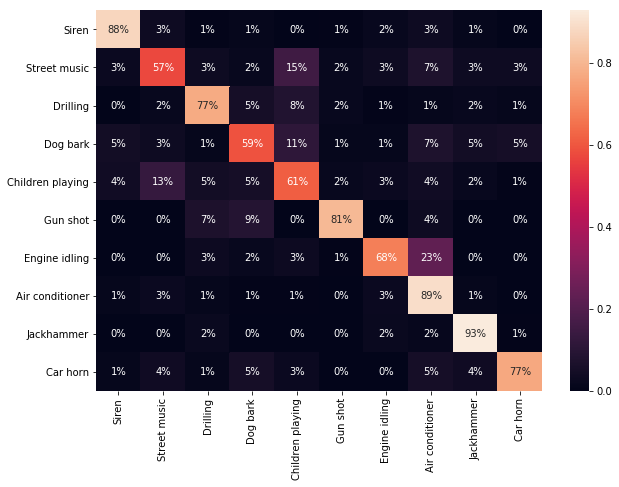 Siren 88% 3% 1% 1% 0% 1% 2% 3% 1% 0%
Street music 3% 57% 3% 2% 15% 2% 3% 7% 3% 3%
Drilling 0% 2% 77% 5% 8% 2% 1% 1% 2% 1%
Dog bark 5% 3% 1% 59% 11% 1% 1% 7% 5% 5%
Children playing 4% 13% 5% 5% 61% 2% 3% 4% 2% 1%
Gun shot 0% 0% 7% 9% 0% 81% 0% 4% 0% 0%
Engine idling 0% 0% 3% 2% 3% 1% 68% 23% 0% 0%
Air conditioner 1% 3% 1% 1% 1% 0% 3% 89% 1% 0%
Jackhammer 0% 0% 2% 0% 0% 0% 2% 2% 93% 1%
Car horn 1% 4% 1% 5% 3% 0% 0% 5% 4% 77%
Siren
Street music
Drilling
Dog bark
Children playing
Gun shot
Engine idling
Air conditioner
Jackhammer
Car horn
0.8
0.6
0.4
0.2
0.0